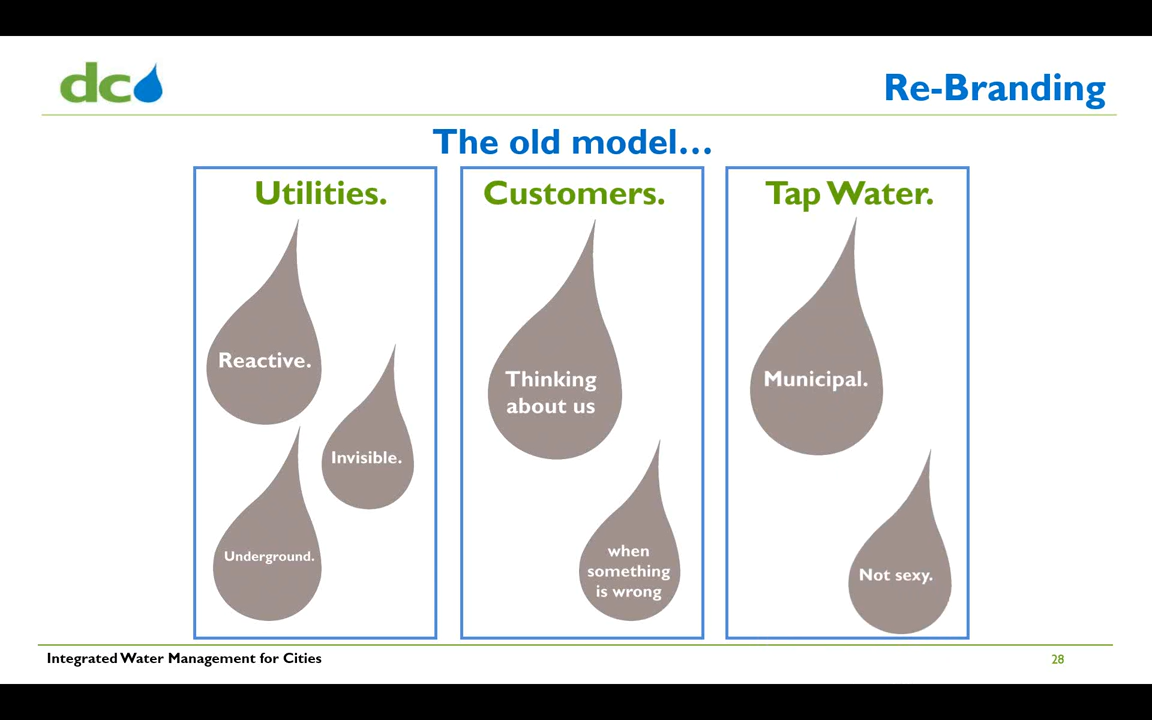 dc
Re-Branding
The old model...
Utilities.
Reactive.
Invisible.
Underground.
Customers.
Thinking
about us
when
something
is wrong
Tap Water.
Municipal.
Not sexy.
Integrated Water Management for Cities
28